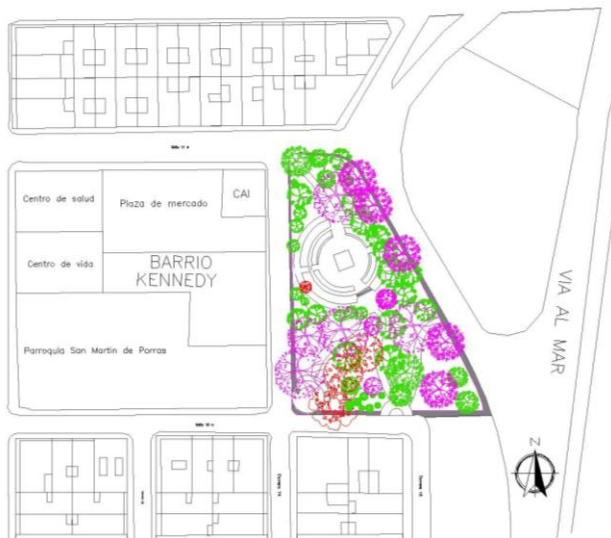 Centro de salud
Plaza de mercado
CAI
Centro de vida
BARRIO
KENNEDY
Parroquia San Martin de Porras
VIA AL MAR
N